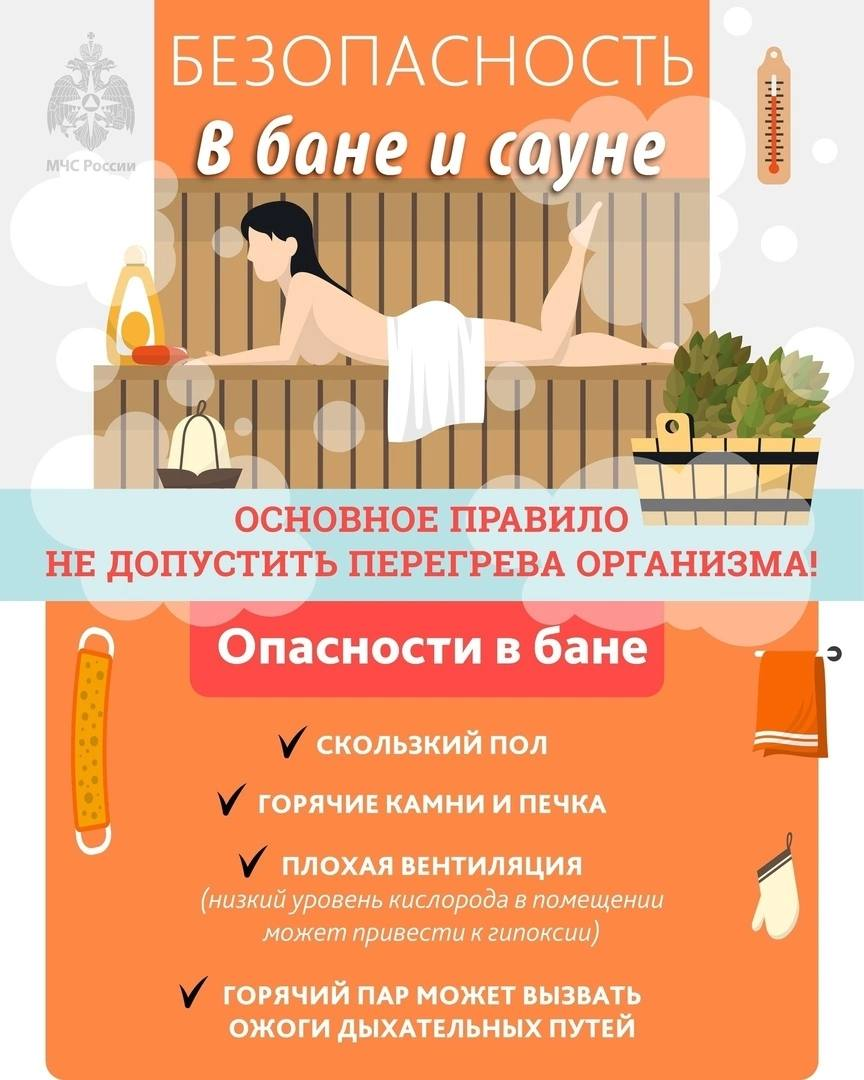 БЕЗОПАСНОСТЬ
В бане и сауне
МЧС России
ОСНОВНОЕ ПРАВИЛО
НЕ ДОПУСТИТЬ ПЕРЕГРЕВА ОРГАНИЗМА!
Опасности в бане
СКОЛЬЗКИЙ ПОЛ
ГОРЯЧИЕ КАМНИ И ПЕЧКА
ПЛОХАЯ ВЕНТИЛЯЦИЯ
(низкий уровень кислорода в помещении
может привести к гипоксии)
ГОРЯЧИЙ ПАР МОЖЕТ ВЫЗВАТЬ
ОЖОГИ ДЫХАТЕЛЬНЫХ ПУТЕЙ